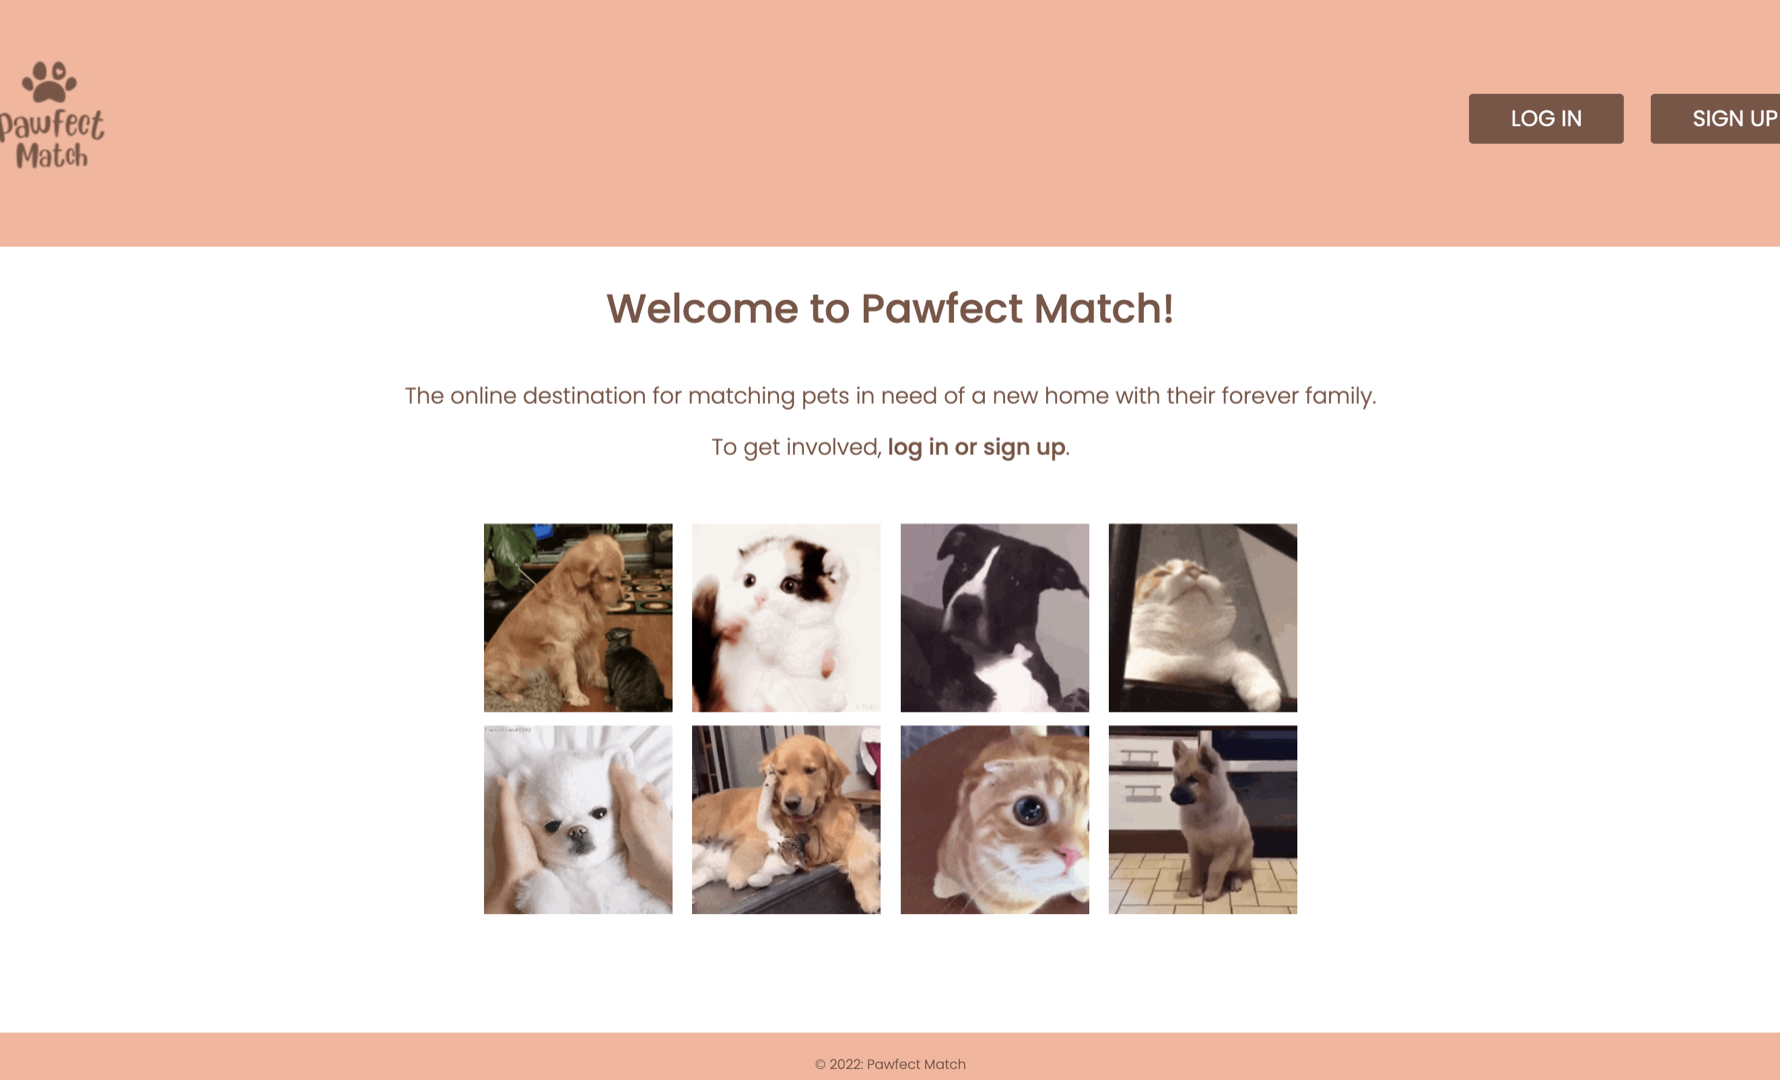 Pawfect
Match
LOG IN
SIGN UP
Welcome to Pawfect Match!
The online destination for matching pets in need of a new home with their forever family.
To get involved, log in or sign up.
© 2022: Pawfect Match